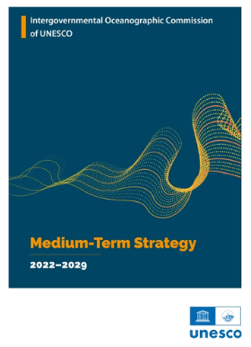 Intergovernmental Oceanographic Commission
of UNESCO
Medium-Term Strategy
2022–2029
unesco